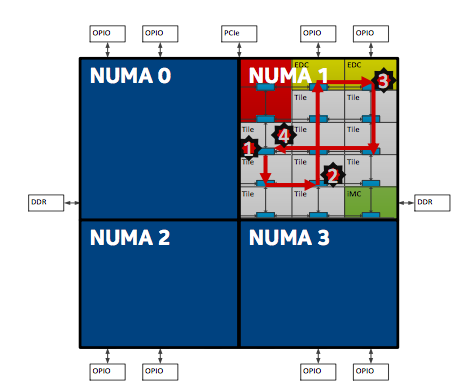 OPIO OPIO PCIe OPIO OPIO
NUMA 0 NUMA 1
EDC EDC
3
Tile Tile
Tile Tile Tile
4
1
Tile Tile
2
Tile Tile iMC
DDR DDR
NUMA 2 NUMA 3
OPIO OPIO OPIO OPIO